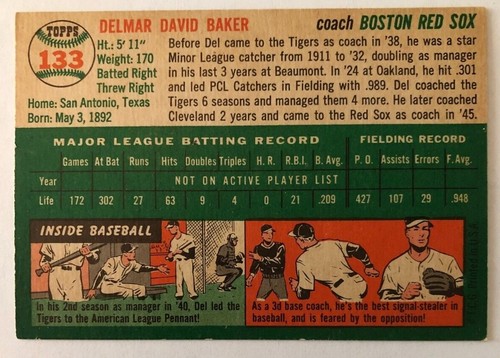 TOPPS
133
DELMAR DAVID BAKER
coach BOSTON RED SOX
Ht.: 5' 11"
Weight: 170
Batted Right
Threw Right
Home: San Antonio, Texas
Born: May 3, 1892
Before Del came to the Tigers as coach in '38, he was a star
Minor League catcher from 1911 to '32, doubling as manager
in his last 3 years at Beaumont. In '24 at Oakland, he hit .301
and led PCL Catchers in Fielding with .989. Del coached the
Tigers 6 seasons and managed them 4 more. He later coached
Cleveland 2 years and came to the Red Sox as coach in '45.
MAJOR LEAGUE BATTING RECORD FIELDING RECORD
Games At Bat Runs Hits Doubles Triples H.R. R.B.I. B. Avg. P.O. Assists Errors F. Avg.
Year NOT ON ACTIVE PLAYER LIST
Life 172 302 27 63 9 4 0 21 .209 427 107 29 .948
INSIDE BASEBALL
In his 2nd season as manager in '40, Del led the
Tigers to the American League Pennant!
As a 3d base coach, he's the best signal-stealer in
baseball, and is feared by the opposition!